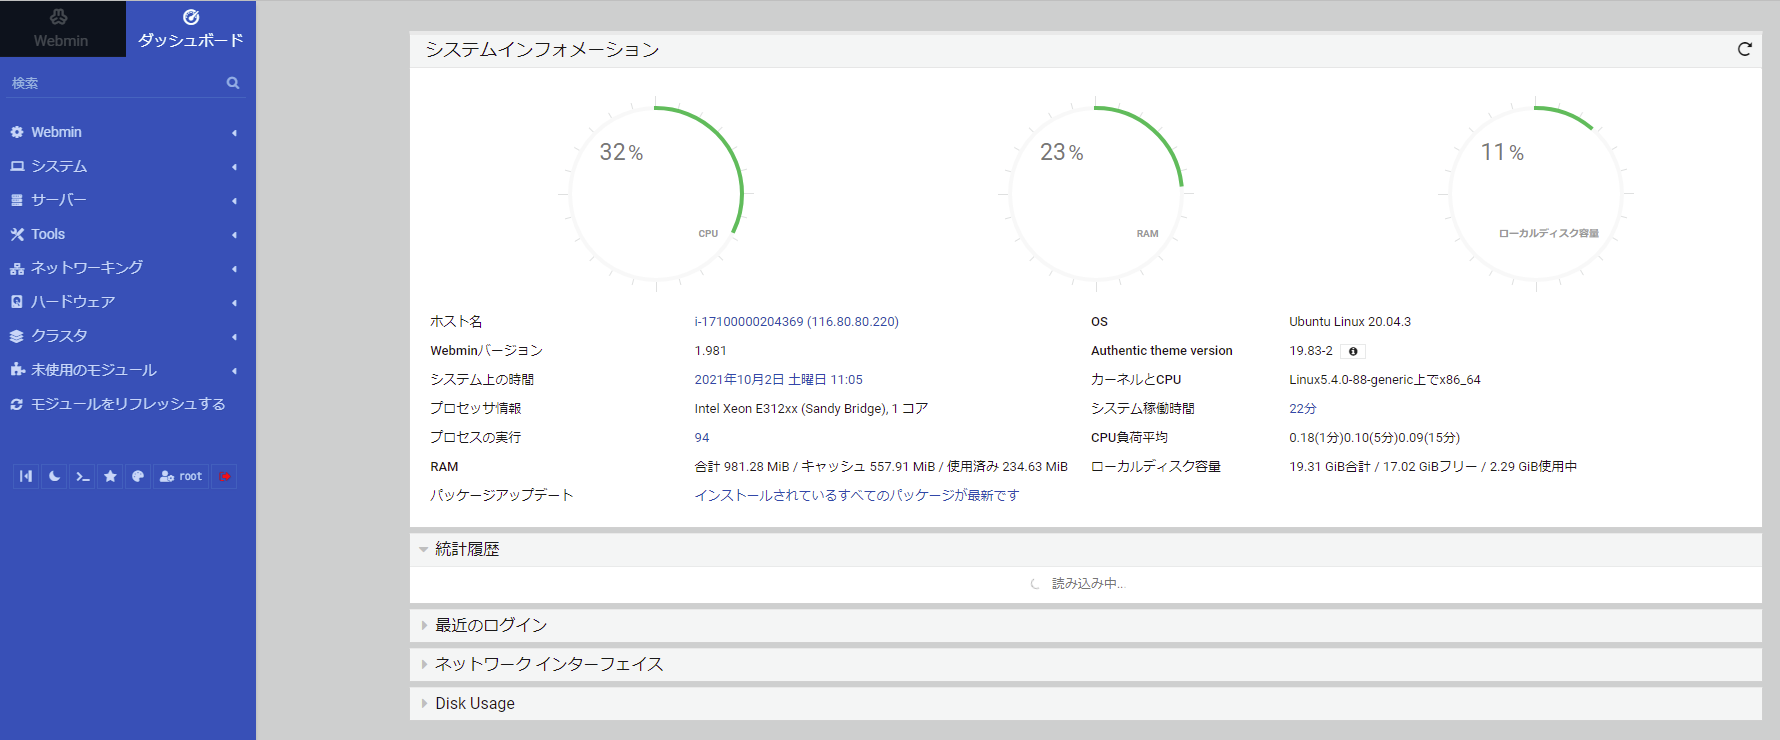 Webmin
ダッシュボード
検索
Webmin
システム
サーバー
Tools
ネットワーキング
ハードウェア
クラスタ
未使用のモジュール
モジュールをリフレッシュする
root
システムインフォメーション
32%
CPU
23%
RAM
11%
ローカルディスク容量
ホスト名 i-17100000204369 (116.80.80.220) OS Ubuntu Linux 20.04.3
Webminバージョン 1.981 Authentic theme version 19.83-2
システム上の時間 2021年10月2日 土曜日 11:05 カーネルとCPU Linux5.4.0-88-generic上でx86_64
プロセッサ情報 Intel Xeon E312xx (Sandy Bridge), 1 コア システム稼働時間 22分
プロセスの実行 94 CPU負荷平均 0.18(1分)0.10(5分)0.09(15分)
RAM 合計 981.28 MiB / キャッシュ 557.91 MiB / 使用済み 234.63 MiB ローカルディスク容量 19.31 GiB合計 / 17.02 GiBフリー / 2.29 GiB使用中
パッケージアップデート インストールされているすべてのパッケージが最新です
統計履歴
読み込み中...
最近のログイン
ネットワーク インターフェイス
Disk Usage